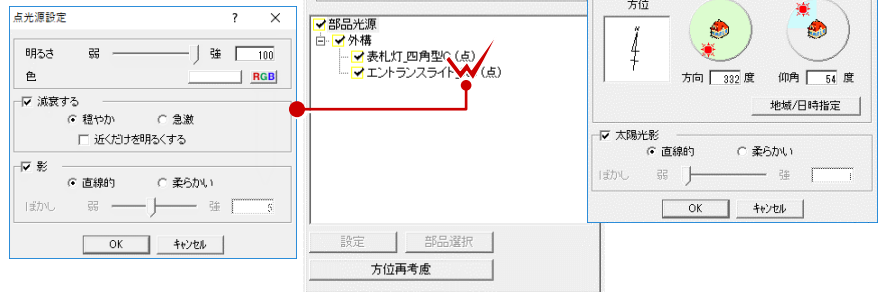 点光源設定
? ×
明るさ 弱 強 100
色 RGB
減衰する
穏やか 急激
近くだけを明るくする
影
直線的 柔らかい
ぼかし 弱 強 5
OK キャンセル
部品光源
外構
表札灯_四角型C (点)
エントランスライト (点)
設定 部品選択
方位再考慮
方位
方向 332 度 仰角 54 度
地域/日時指定
太陽光影
直線的 柔らかい
ぼかし 弱 強 1
OK キャンセル